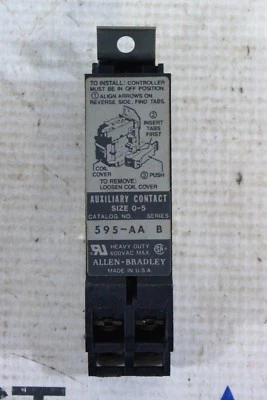 TO INSTALL: CONTROLLER
MUST BE IN OFF POSITION.
① ALIGN ARROWS ON
REVERSE SIDE, FIND TABS.
②
INSERT
TABS
FIRST
COIL
COVER
③ PUSH
TO REMOVE:
LOOSEN COIL COVER
AUXILIARY CONTACT
SIZE 0-5
CATALOG NO. SERIES
595-AA B
HEAVY DUTY
600VAC MAX.
ALLEN-BRADLEY
MADE IN U.S.A.